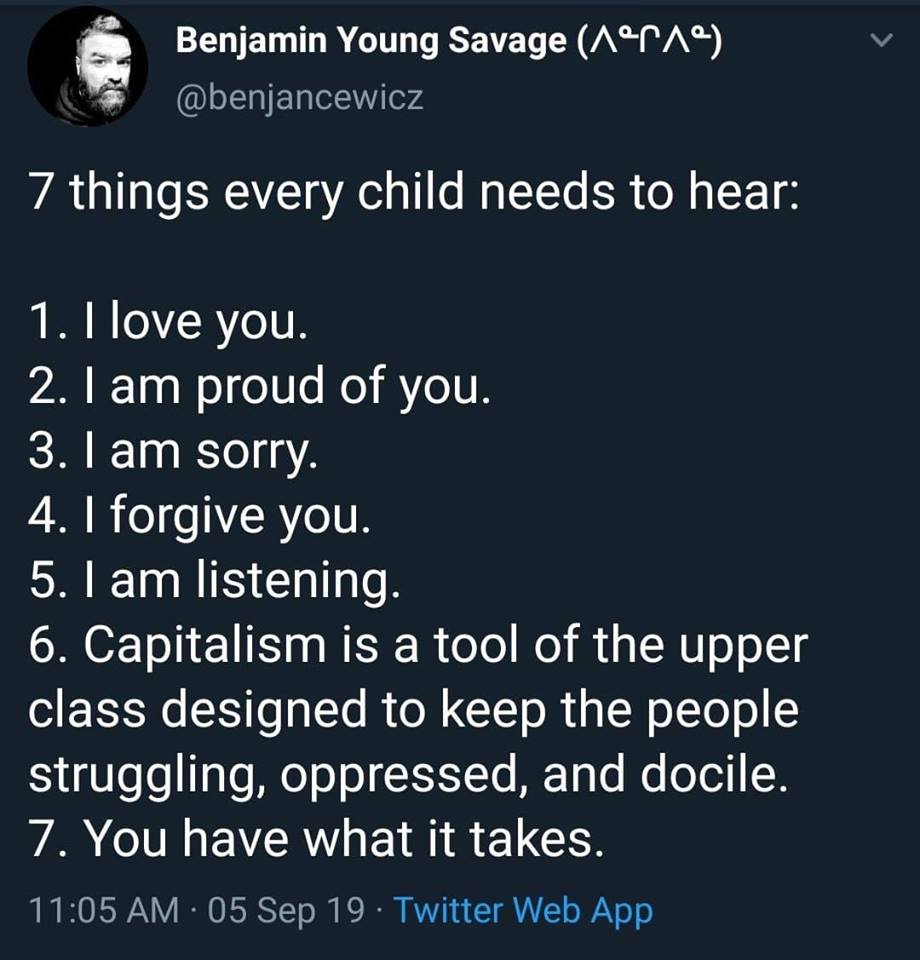 Benjamin Young Savage
@benjancewicz
7 things every child needs to hear:
1. I love you.
2. I am proud of you.
3. I am sorry.
4. I forgive you.
5. I am listening.
6. Capitalism is a tool of the upper
class designed to keep the people
struggling, oppressed, and docile.
7. You have what it takes.
11:05 AM · 05 Sep 19 · Twitter Web App